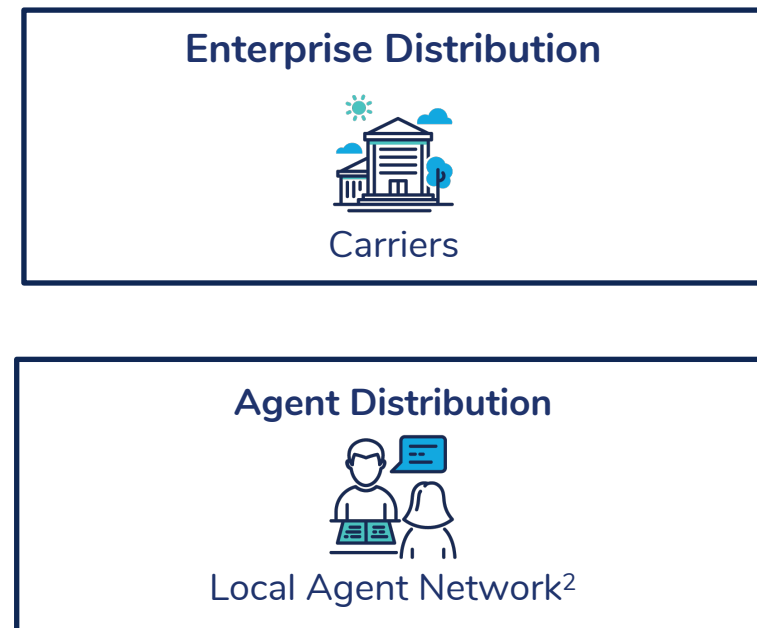 Enterprise Distribution
Carriers
Agent Distribution
Local Agent Network²